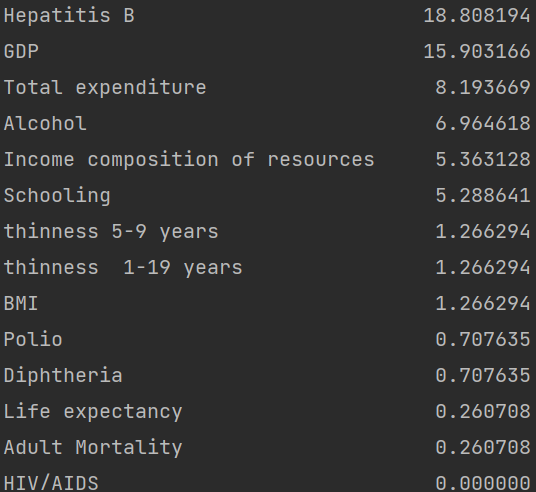 Hepatitis B 18.808194
GDP 15.903166
Total expenditure 8.193669
Alcohol 6.964618
Income composition of resources 5.363128
Schooling 5.288641
thinness 5-9 years 1.266294
thinness  1-19 years 1.266294
BMI 1.266294
Polio 0.707635
Diphtheria 0.707635
Life expectancy 0.260708
Adult Mortality 0.260708
HIV/AIDS 0.000000